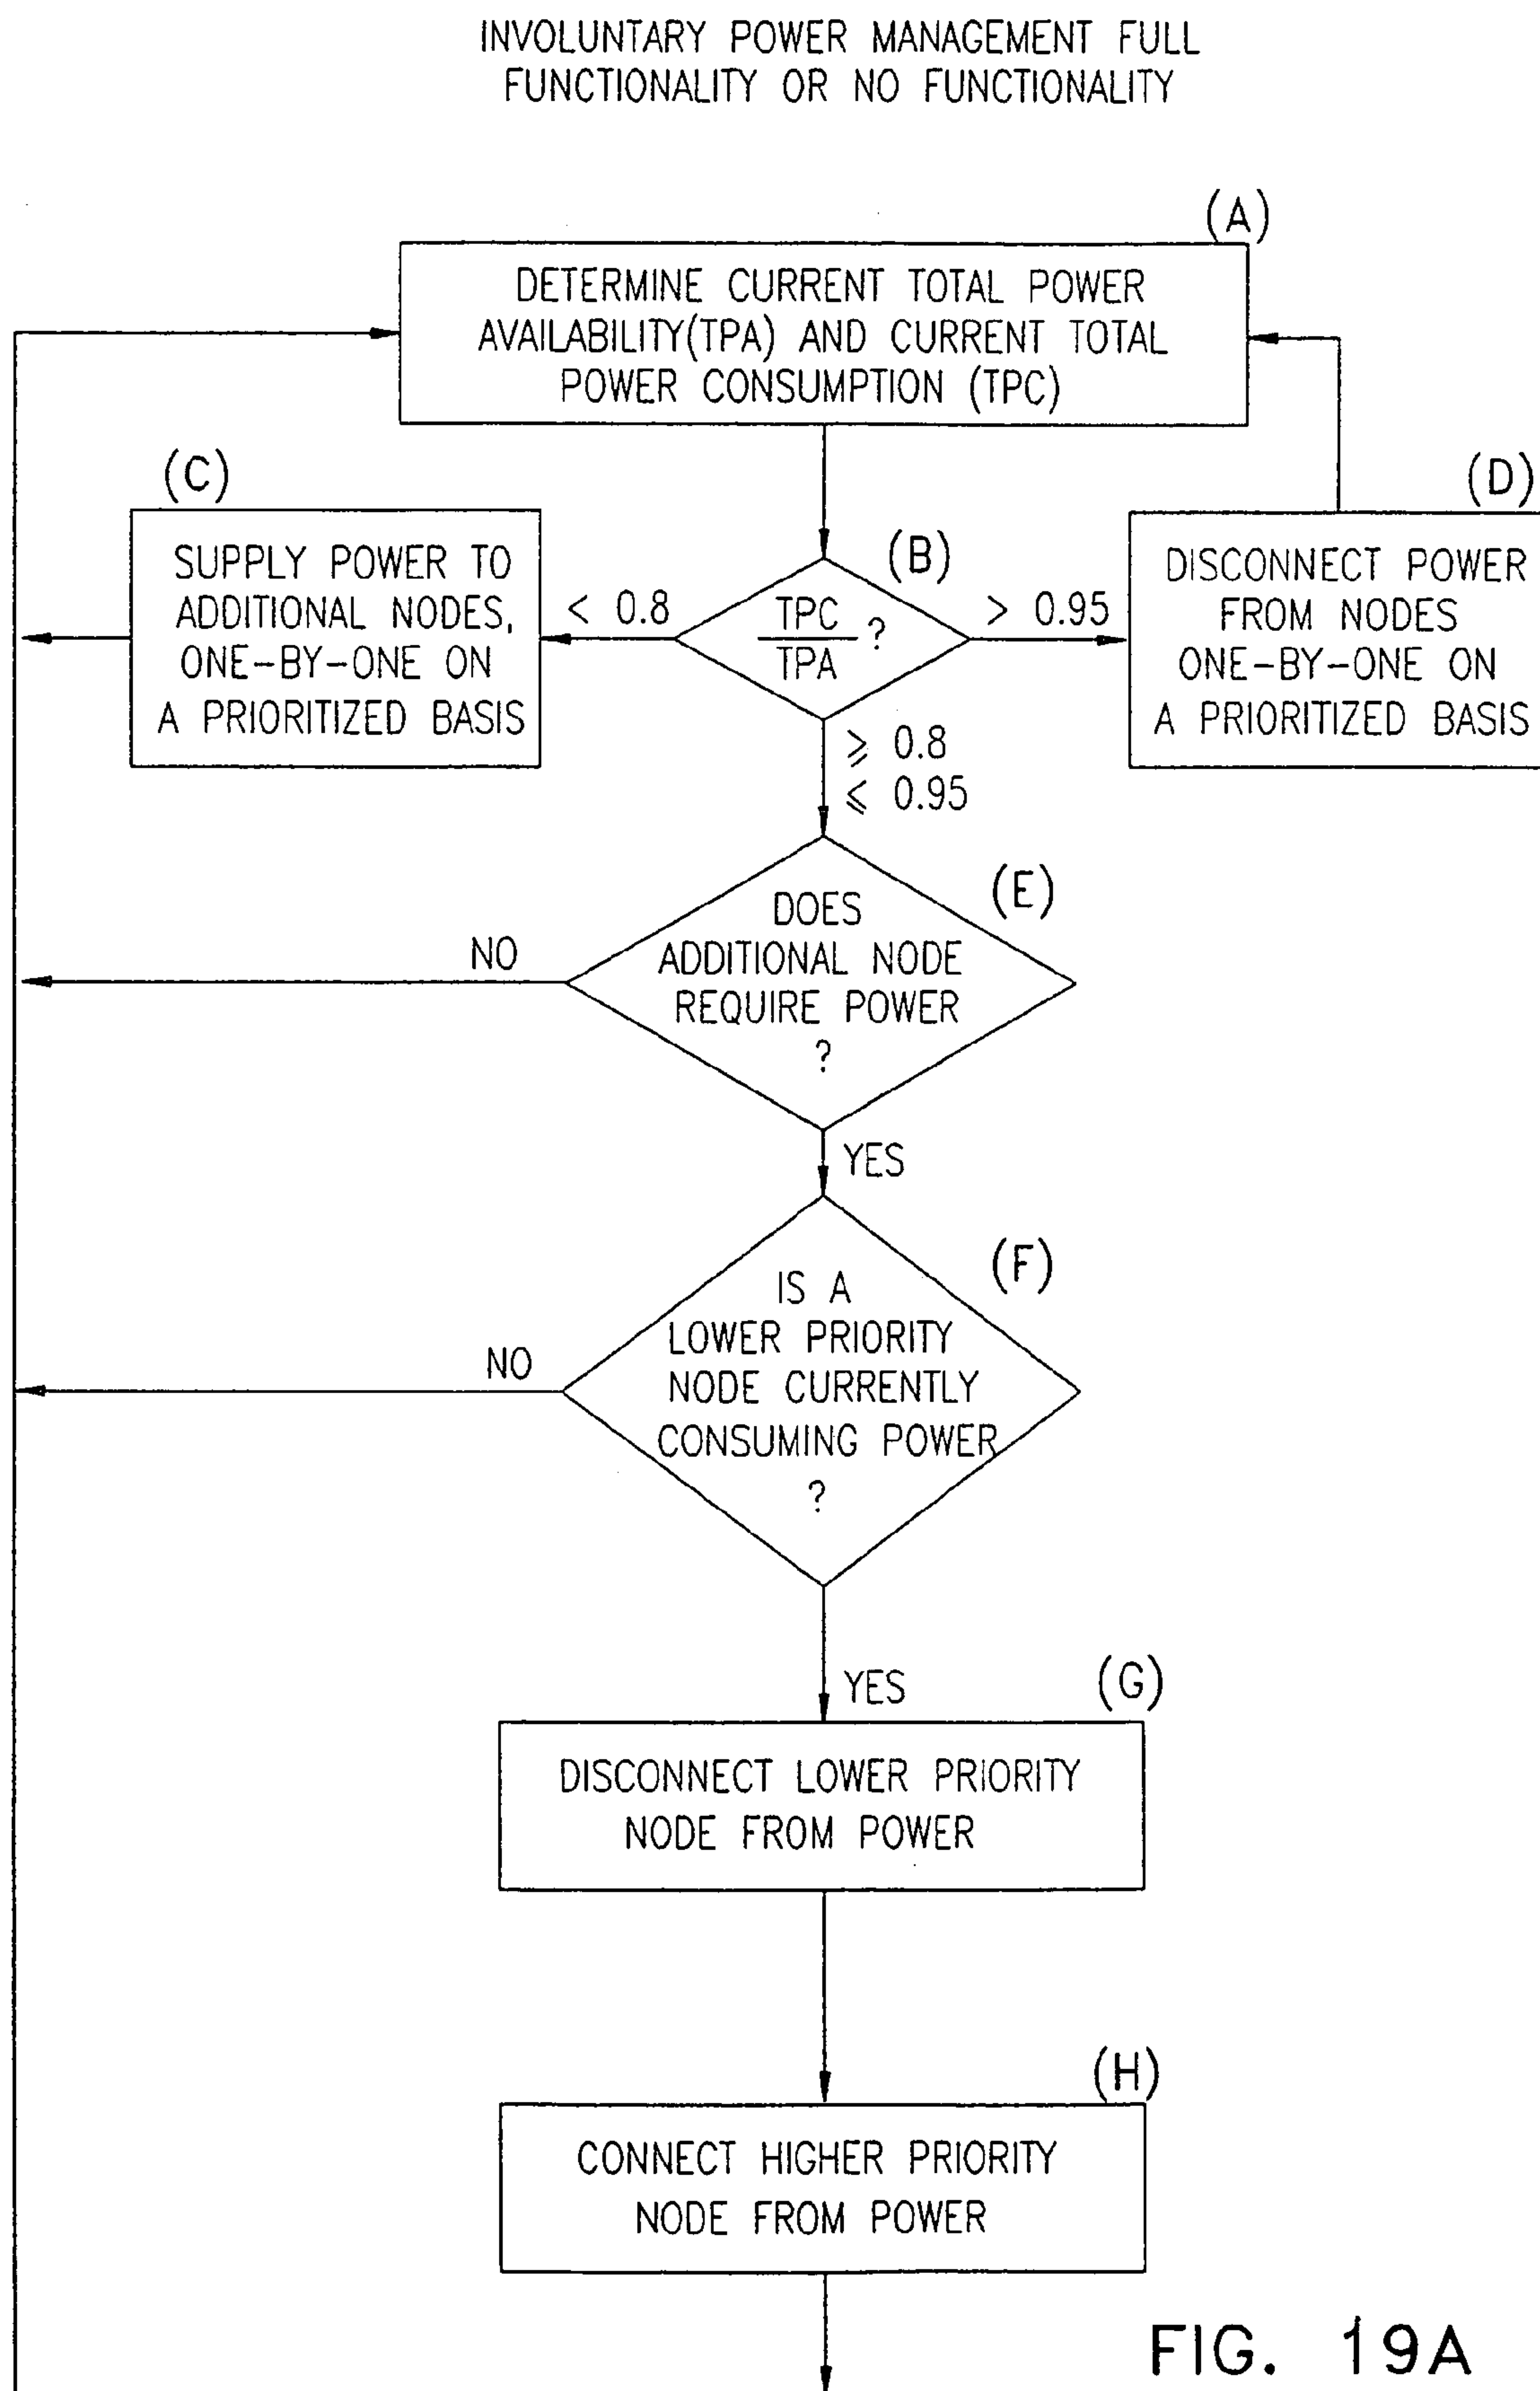 INVOLUNTARY POWER MANAGEMENT FULL
FUNCTIONALITY OR NO FUNCTIONALITY
(A)
DETERMINE CURRENT TOTAL POWER
AVAILABILITY(TPA) AND CURRENT TOTAL
POWER CONSUMPTION (TPC)
(C)
SUPPLY POWER TO
ADDITIONAL NODES,
ONE-BY-ONE ON
A PRIORITIZED BASIS
< 0.8
(B)
TPC
TPA
?
> 0.95
(D)
DISCONNECT POWER
FROM NODES
ONE-BY-ONE ON
A PRIORITIZED BASIS
⩾ 0.8
⩽ 0.95
(E)
DOES
ADDITIONAL NODE
REQUIRE POWER
?
NO
YES
(F)
IS A
LOWER PRIORITY
NODE CURRENTLY
CONSUMING POWER
?
NO
YES
(G)
DISCONNECT LOWER PRIORITY
NODE FROM POWER
(H)
CONNECT HIGHER PRIORITY
NODE FROM POWER
FIG. 19A